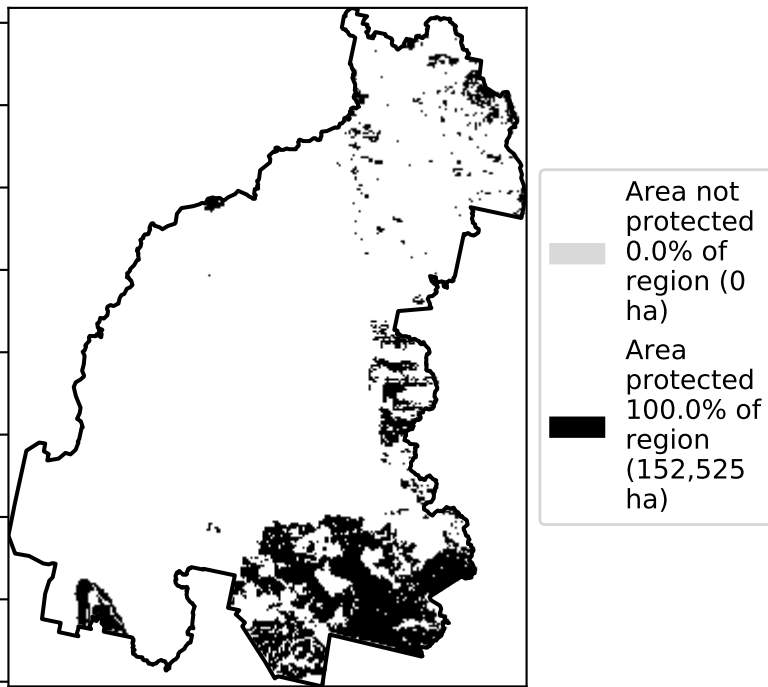 Area not
protected
0.0% of
region (0
ha)
Area
protected
100.0% of
region
(152,525
ha)